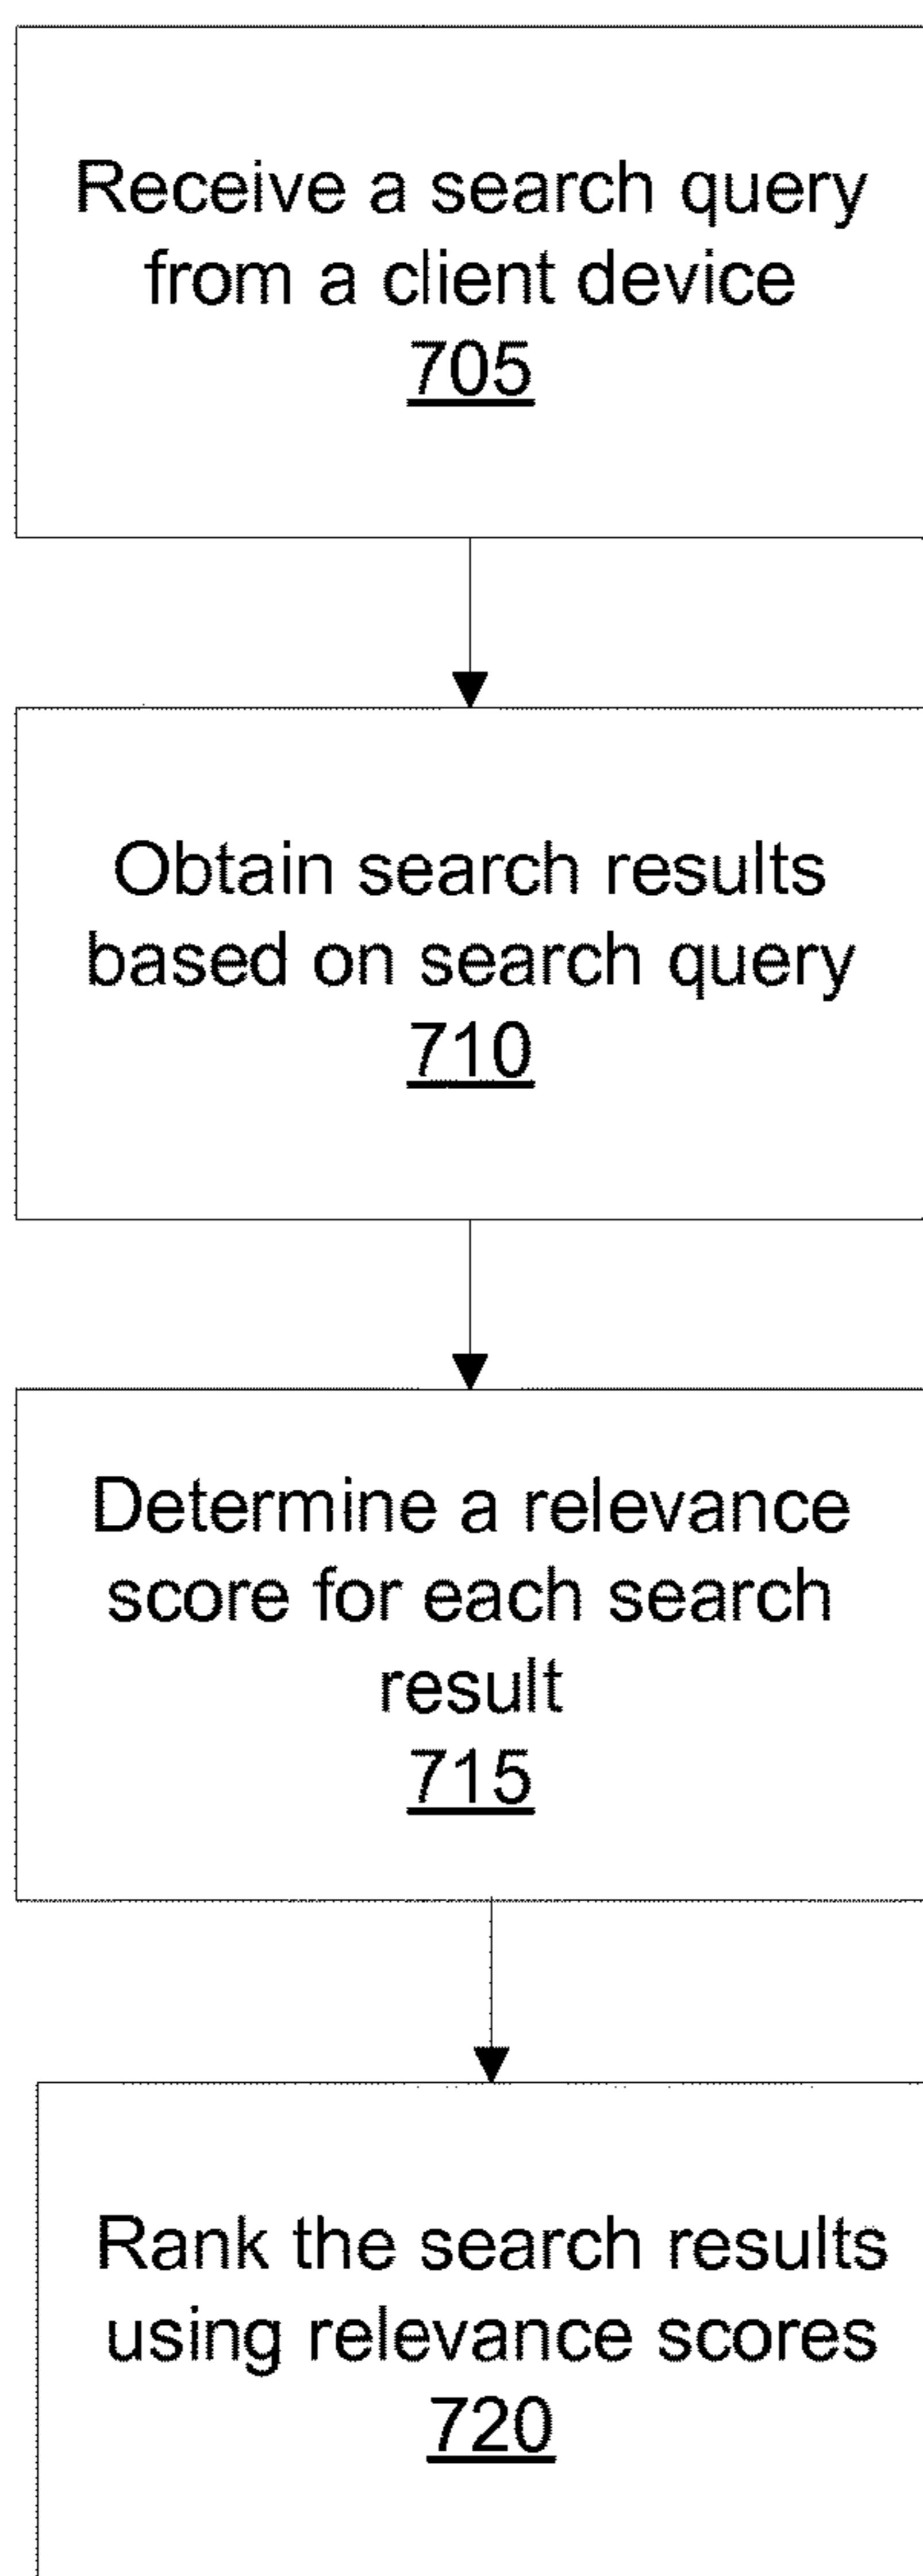 Receive a search query
from a client device
705
Obtain search results
based on search query
710
Determine a relevance
score for each search
result
715
Rank the search results
using relevance scores
720